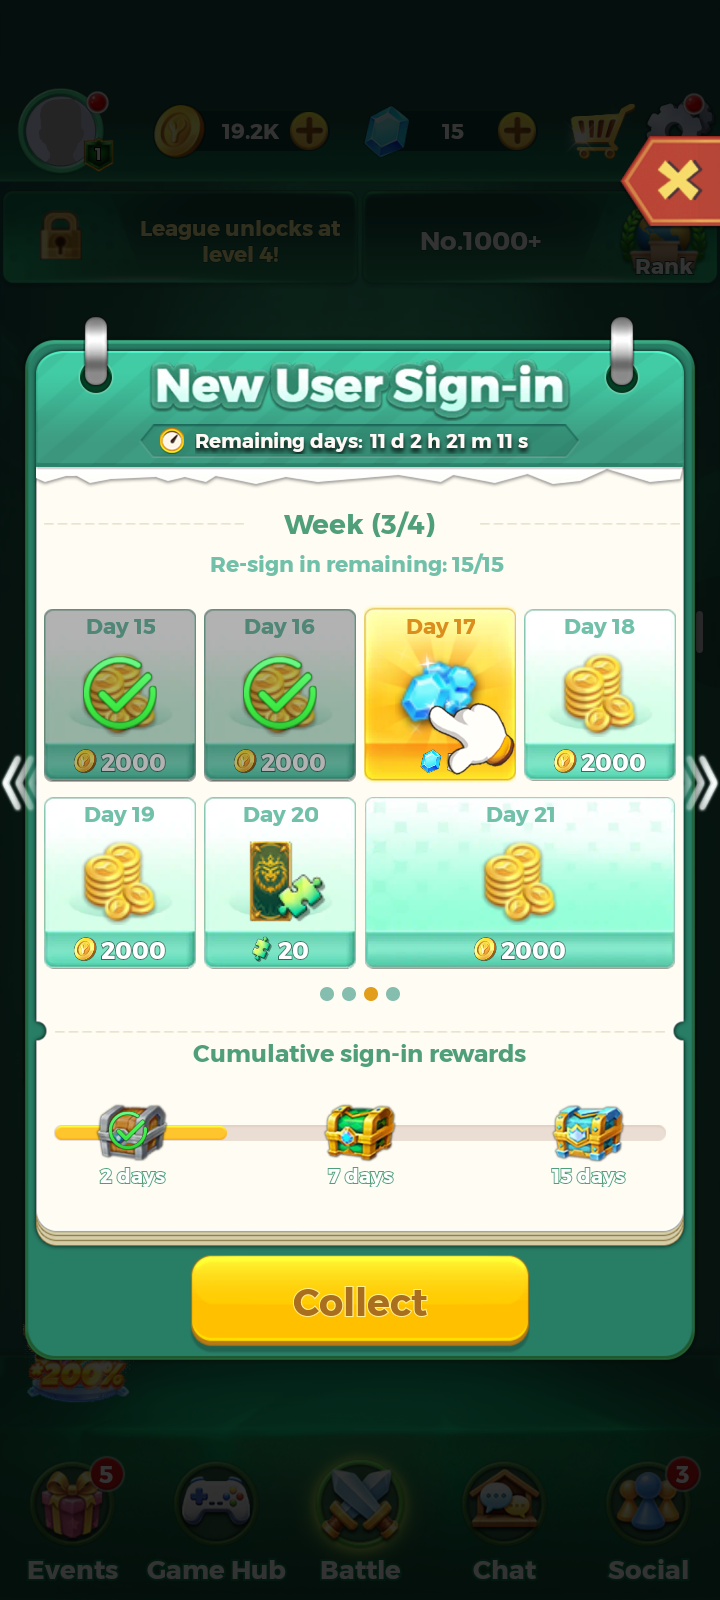 19.2K
15
1
League unlocks at
level 4!
No.1000+
Rank
New User Sign-in
Remaining days: 11 d 2 h 21 m 11 s
Week (3/4)
Re-sign in remaining: 15/15
Day 15
Day 16
Day 17
Day 18
2000
2000
2000
Day 19
Day 20
Day 21
2000
20
2000
Cumulative sign-in rewards
2 days
7 days
15 days
Collect
200%
5
3
Events
Game Hub
Battle
Chat
Social